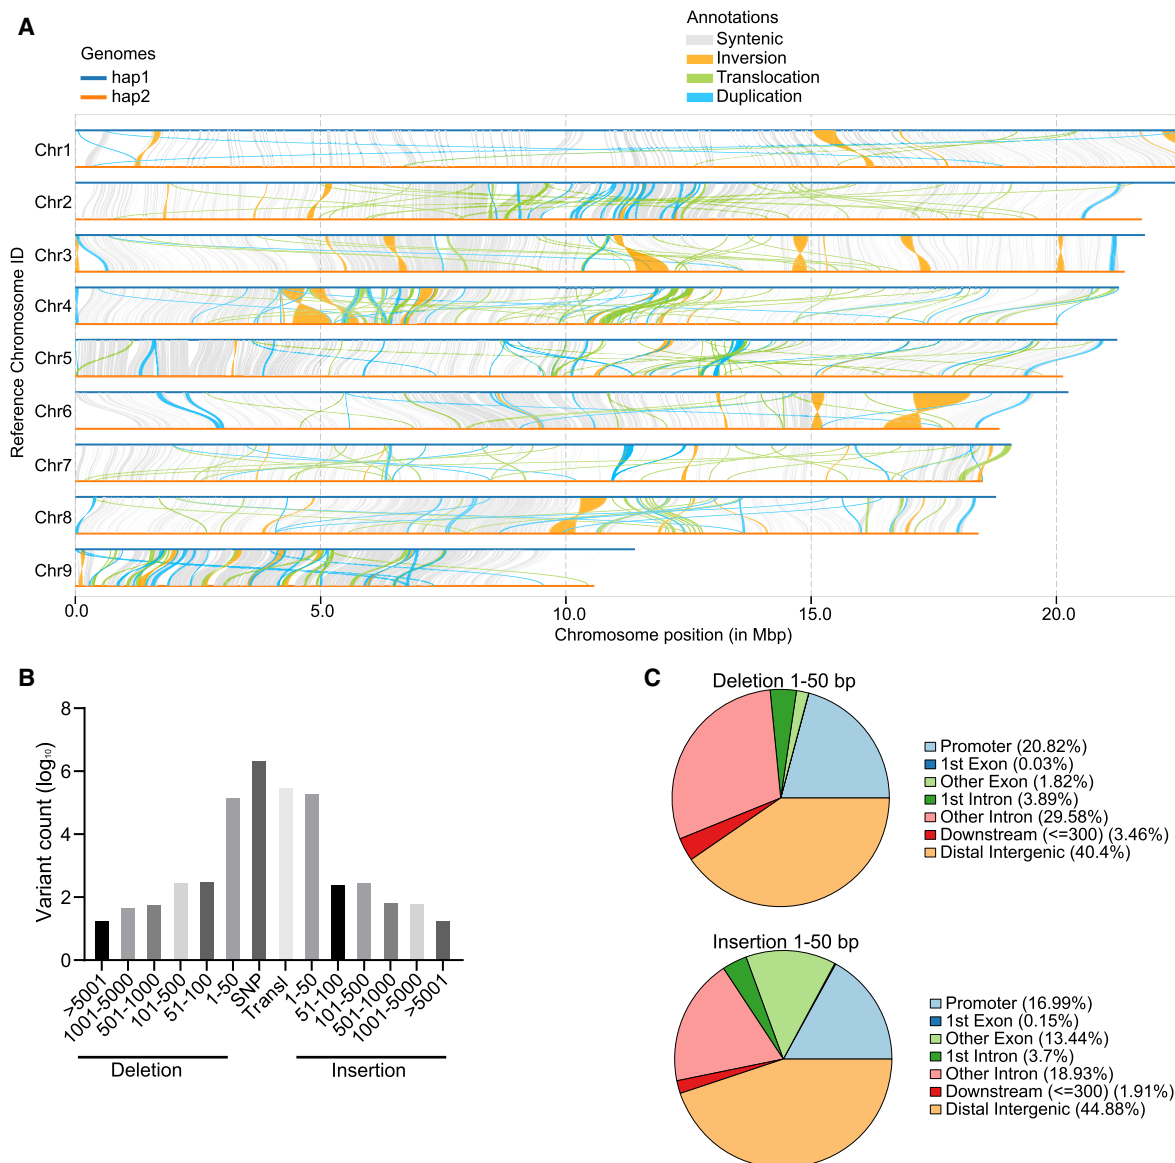 A
Genomes
hap1
hap2
Annotations
Syntenic
Inversion
Translocation
Duplication
Reference Chromosome ID
Chr1
Chr2
Chr3
Chr4
Chr5
Chr6
Chr7
Chr8
Chr9
0.0 5.0 10.0 15.0 20.0
Chromosome position (in Mbp)
B
Variant count (log₁₀)
8
6
4
2
0
>5001 1001-5000 501-1000 101-500 51-100 1-50 SNP Transl 1-50 51-100 101-500 501-1000 1001-5000 >5001
Deletion Insertion
C
Deletion 1-50 bp
Promoter (20.82%)
1st Exon (0.03%)
Other Exon (1.82%)
1st Intron (3.89%)
Other Intron (29.58%)
Downstream (<=300) (3.46%)
Distal Intergenic (40.4%)
Insertion 1-50 bp
Promoter (16.99%)
1st Exon (0.15%)
Other Exon (13.44%)
1st Intron (3.7%)
Other Intron (18.93%)
Downstream (<=300) (1.91%)
Distal Intergenic (44.88%)